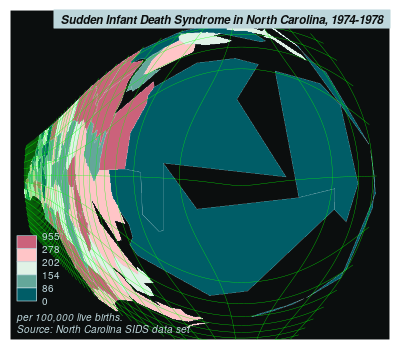 Sudden Infant Death Syndrome in North Carolina, 1974-1978
955
278
202
154
86
0
per 100,000 live births.
Source: North Carolina SIDS data set